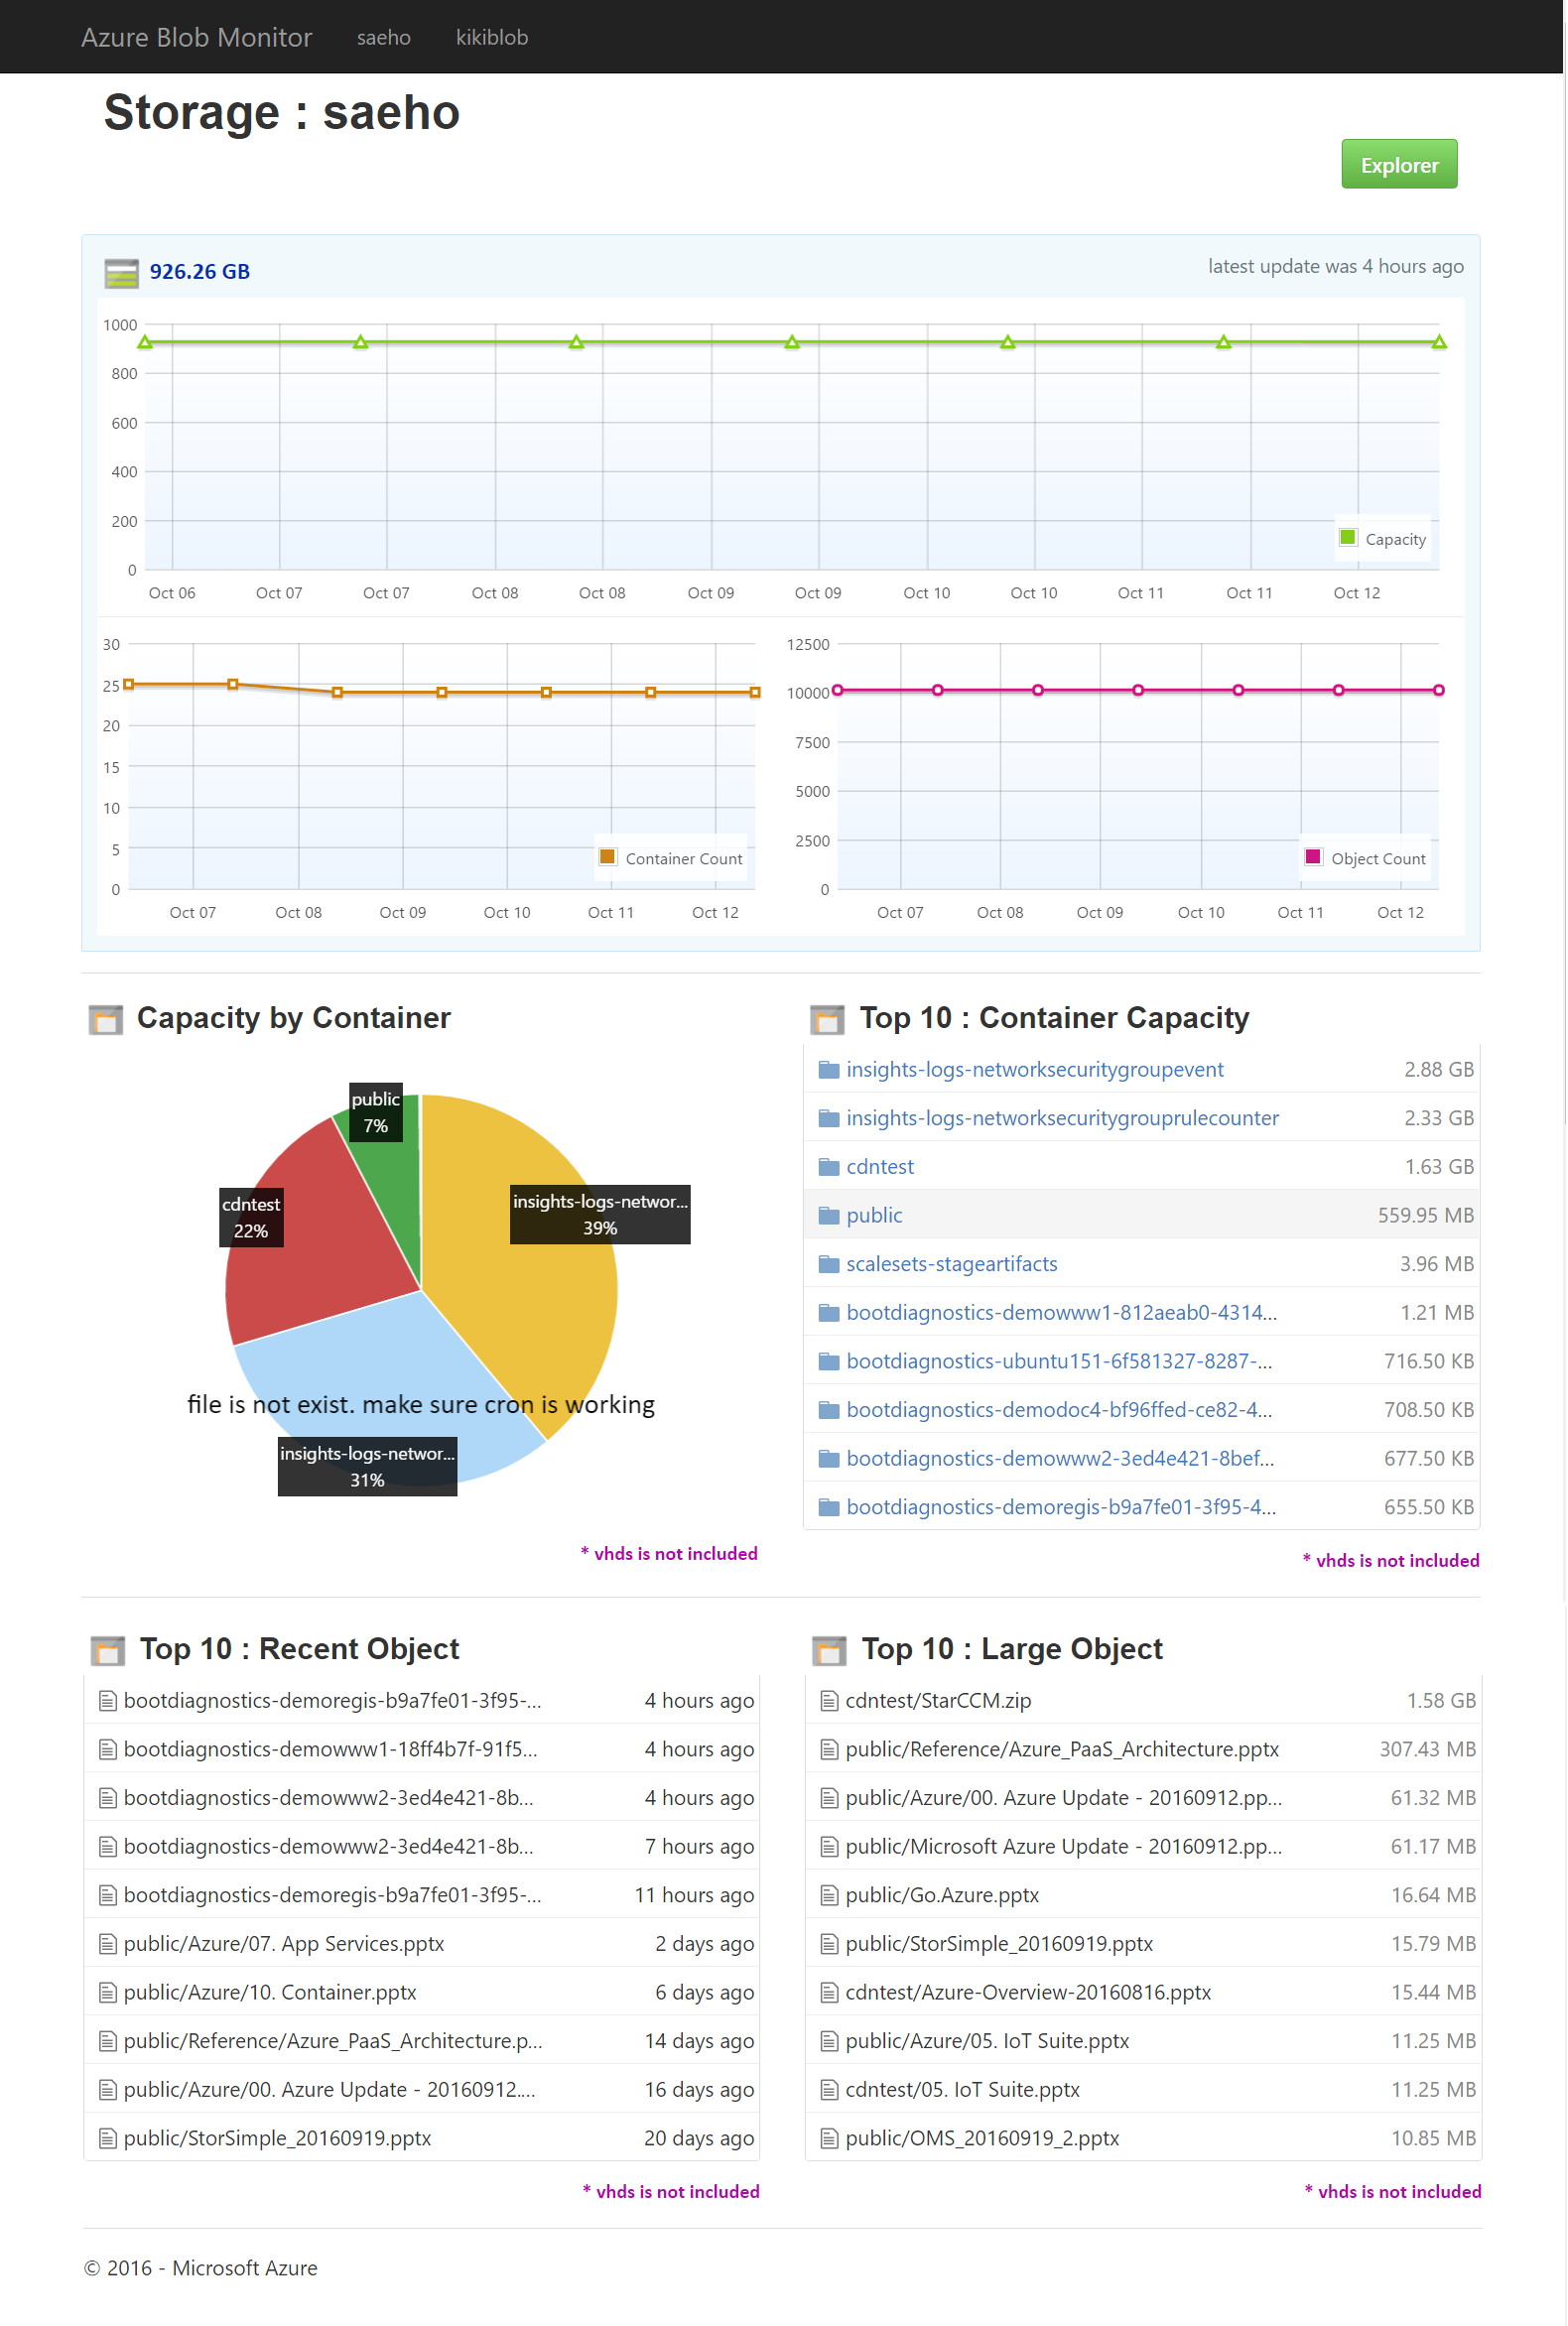 Azure Blob Monitor saeho kikiblob
Storage : saeho
Explorer
926.26 GB latest update was 4 hours ago
1000
800
600
400
200
0
Capacity
Oct 06 Oct 07 Oct 07 Oct 08 Oct 08 Oct 09 Oct 09 Oct 10 Oct 10 Oct 11 Oct 11 Oct 12
30
25
20
15
10
5
0
Container Count
Oct 07 Oct 08 Oct 09 Oct 10 Oct 11 Oct 12
12500
10000
7500
5000
2500
0
Object Count
Oct 07 Oct 08 Oct 09 Oct 10 Oct 11 Oct 12
Capacity by Container
public
7%
cdntest
22%
insights-logs-networ...
39%
file is not exist. make sure cron is working
insights-logs-networ...
31%
* vhds is not included
Top 10 : Container Capacity
insights-logs-networksecuritygroupevent 2.88 GB
insights-logs-networksecuritygrouprulecounter 2.33 GB
cdntest 1.63 GB
public 559.95 MB
scalesets-stageartifacts 3.96 MB
bootdiagnostics-demowww1-812aeab0-4314... 1.21 MB
bootdiagnostics-ubuntu151-6f581327-8287-... 716.50 KB
bootdiagnostics-demodoc4-bf96ffed-ce82-4... 708.50 KB
bootdiagnostics-demowww2-3ed4e421-8bef... 677.50 KB
bootdiagnostics-demoregis-b9a7fe01-3f95-4... 655.50 KB
* vhds is not included
Top 10 : Recent Object
bootdiagnostics-demoregis-b9a7fe01-3f95-... 4 hours ago
bootdiagnostics-demowww1-18ff4b7f-91f5... 4 hours ago
bootdiagnostics-demowww2-3ed4e421-8b... 4 hours ago
bootdiagnostics-demowww2-3ed4e421-8b... 7 hours ago
bootdiagnostics-demoregis-b9a7fe01-3f95-... 11 hours ago
public/Azure/07. App Services.pptx 2 days ago
public/Azure/10. Container.pptx 6 days ago
public/Reference/Azure_PaaS_Architecture.p... 14 days ago
public/Azure/00. Azure Update - 20160912.... 16 days ago
public/StorSimple_20160919.pptx 20 days ago
* vhds is not included
Top 10 : Large Object
cdntest/StarCCM.zip 1.58 GB
public/Reference/Azure_PaaS_Architecture.pptx 307.43 MB
public/Azure/00. Azure Update - 20160912.pp... 61.32 MB
public/Microsoft Azure Update - 20160912.pp... 61.17 MB
public/Go.Azure.pptx 16.64 MB
public/StorSimple_20160919.pptx 15.79 MB
cdntest/Azure-Overview-20160816.pptx 15.44 MB
public/Azure/05. IoT Suite.pptx 11.25 MB
cdntest/05. IoT Suite.pptx 11.25 MB
public/OMS_20160919_2.pptx 10.85 MB
* vhds is not included
© 2016 - Microsoft Azure